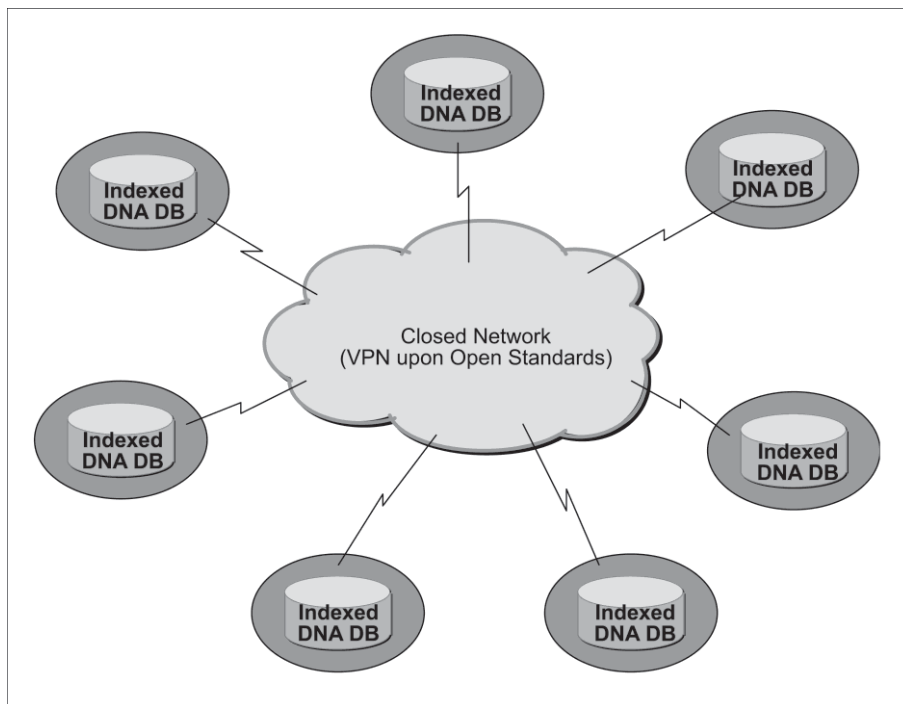 Indexed
DNA DB
Indexed
DNA DB
Indexed
DNA DB
Closed Network
(VPN upon Open Standards)
Indexed
DNA DB
Indexed
DNA DB
Indexed
DNA DB
Indexed
DNA DB